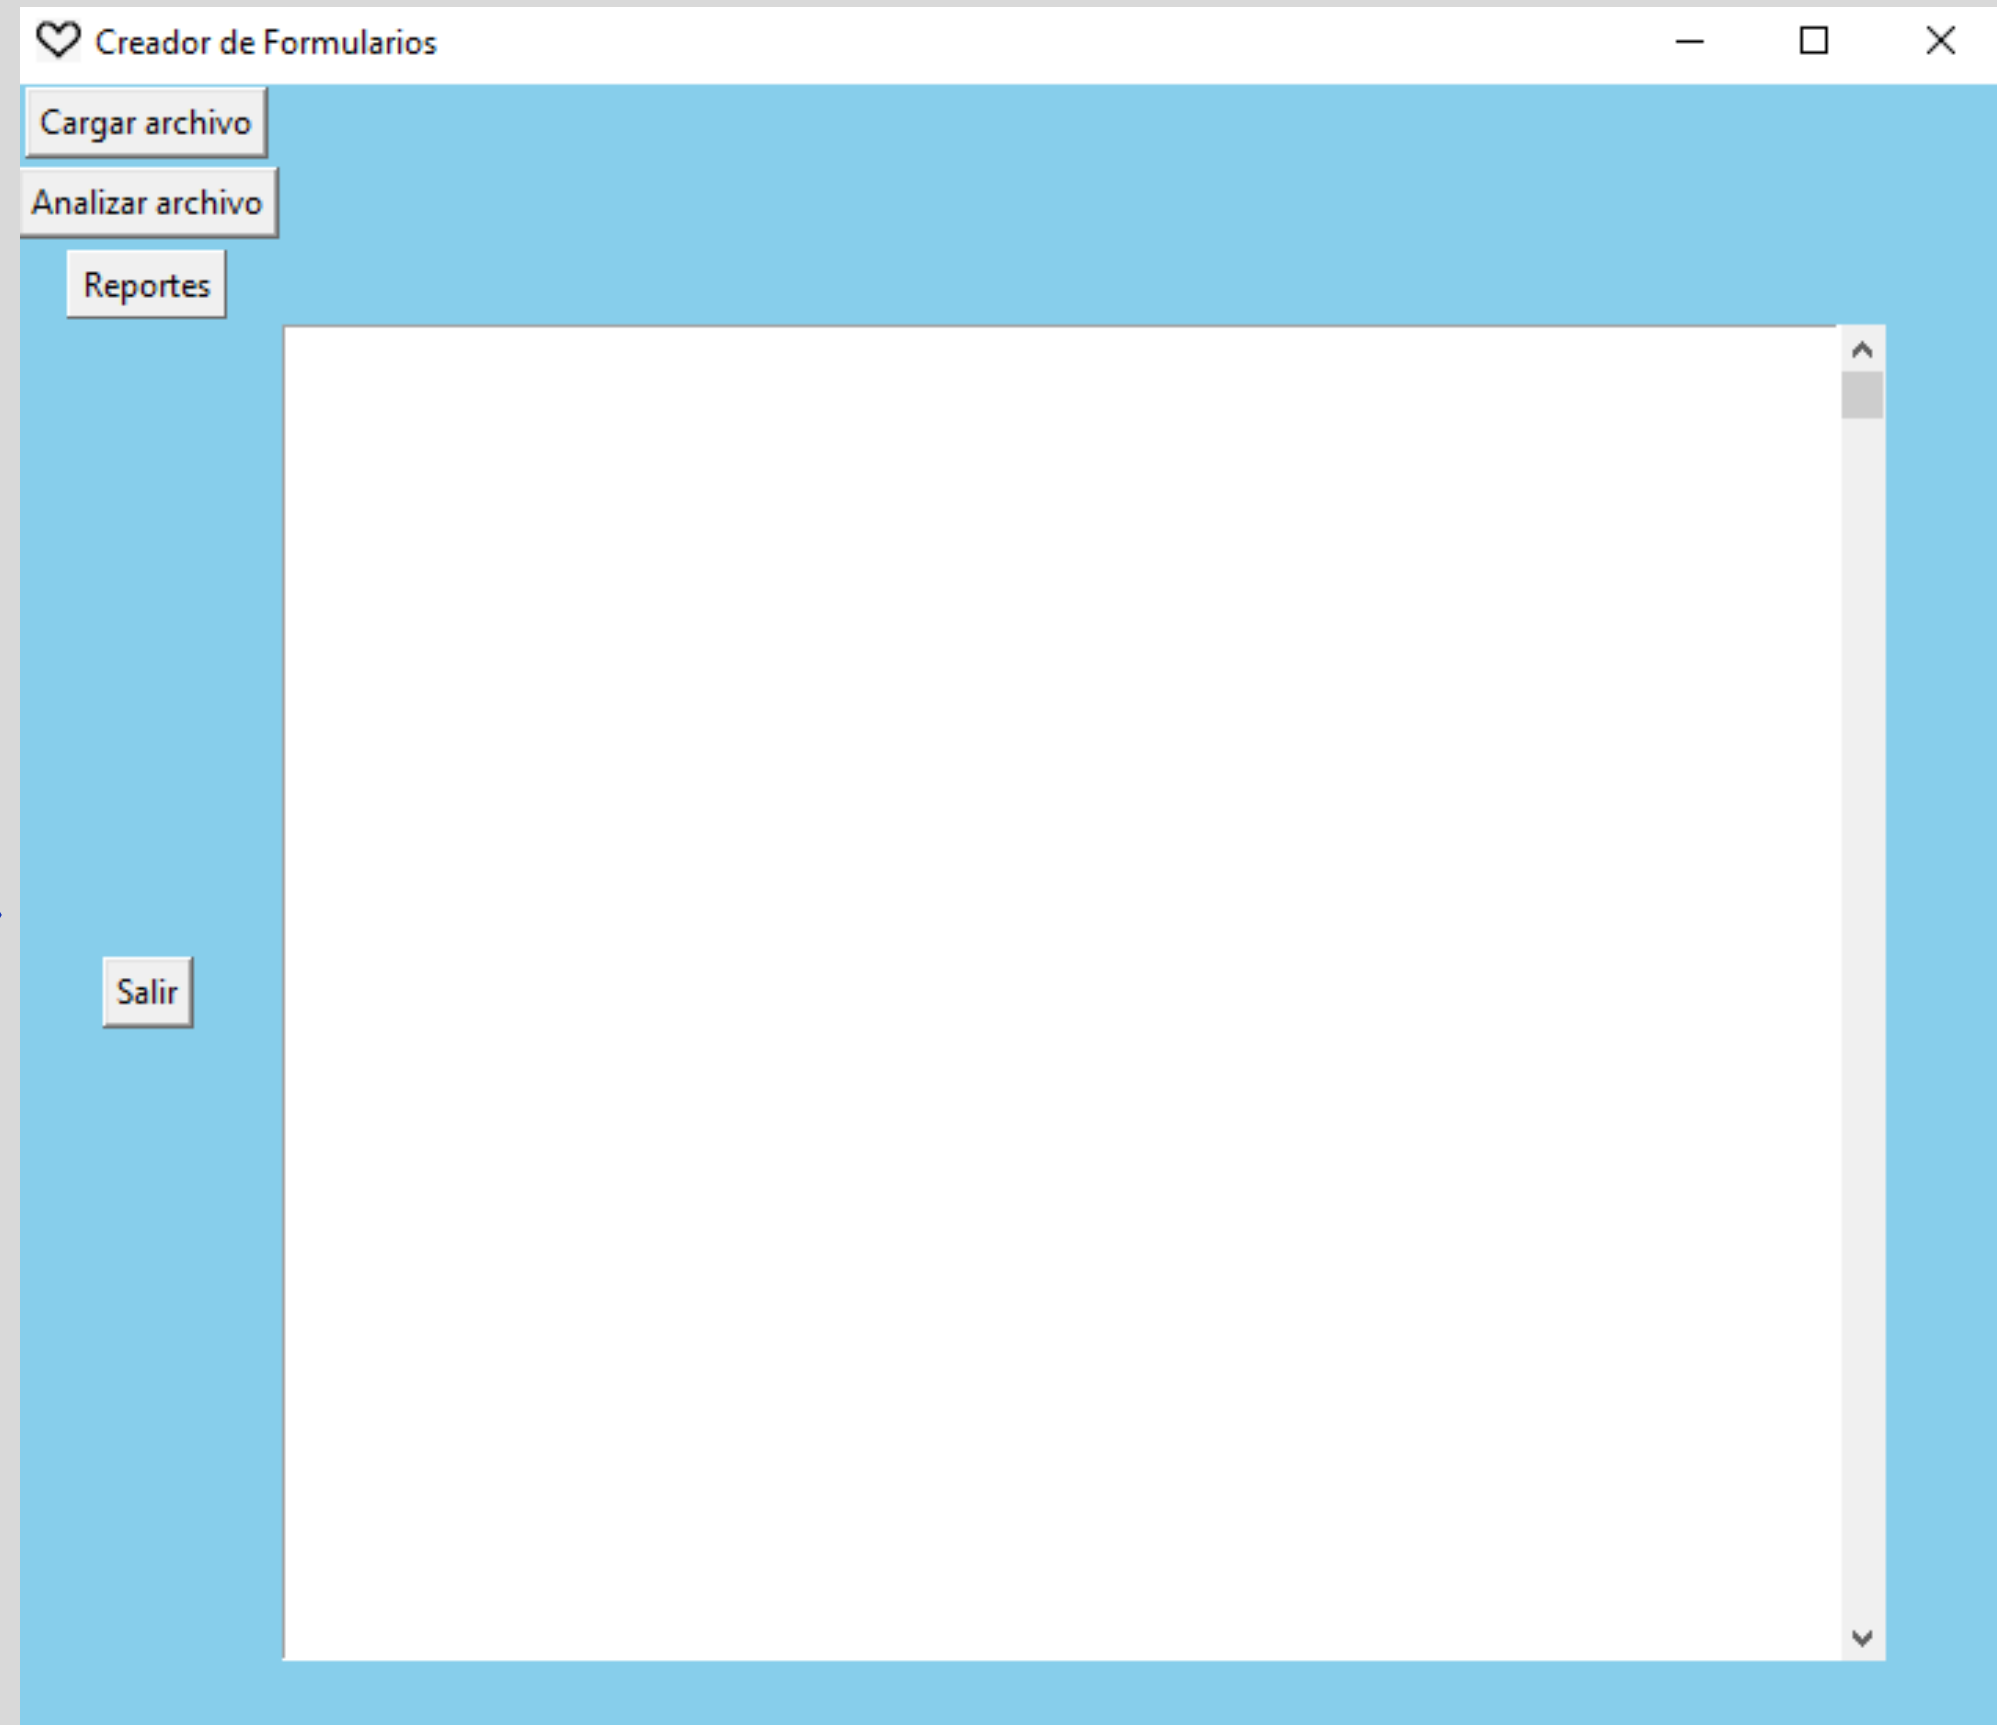 Creador de Formularios
Cargar archivo
Analizar archivo
Reportes
Salir